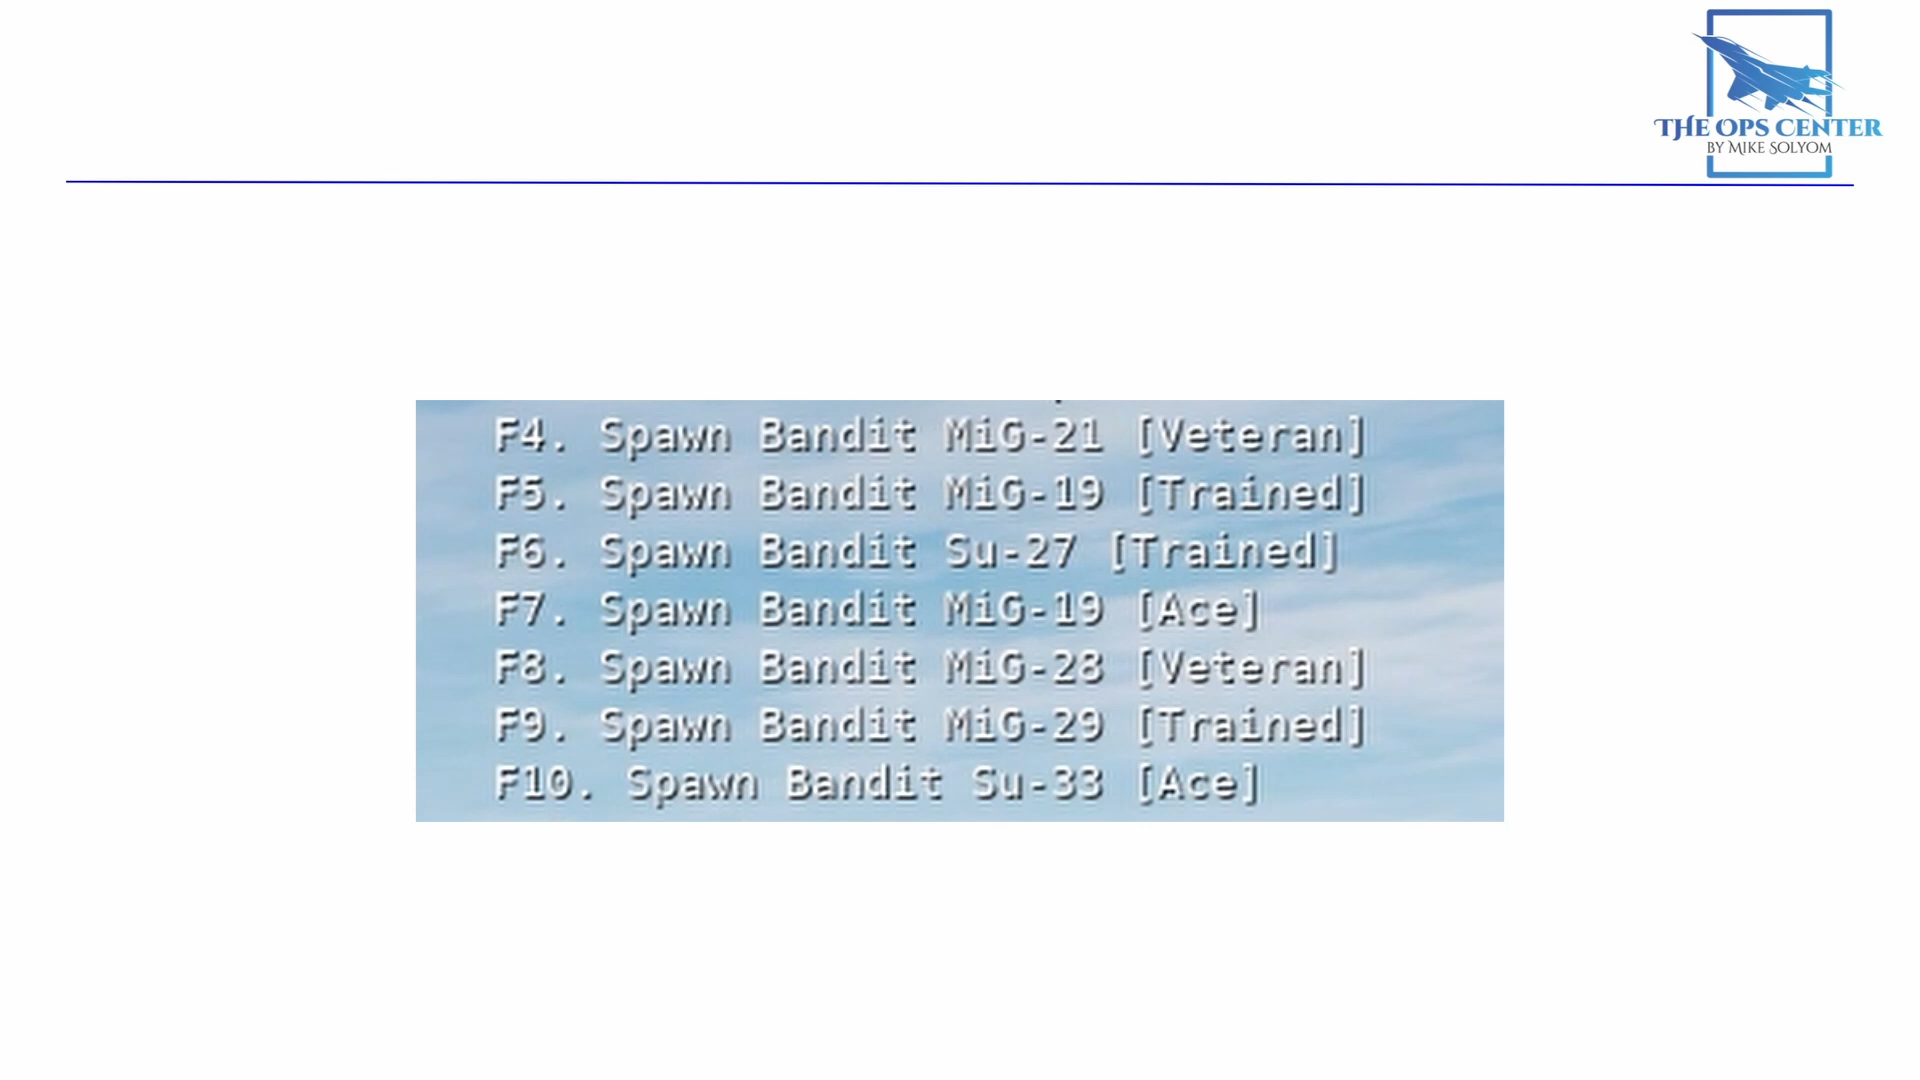 THE OPS CENTER
BY MIKE SOLYOM
F4. Spawn Bandit MiG-21 [Veteran]
F5. Spawn Bandit MiG-19 [Trained]
F6. Spawn Bandit Su-27 [Trained]
F7. Spawn Bandit MiG-19 [Ace]
F8. Spawn Bandit MiG-28 [Veteran]
F9. Spawn Bandit MiG-29 [Trained]
F10. Spawn Bandit Su-33 [Ace]